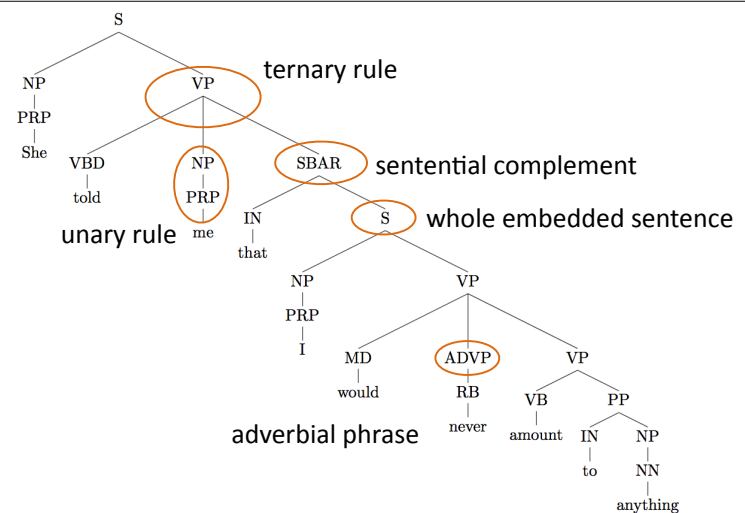 S
ternary rule
NP VP
PRP
She
VBD NP SBAR sentential complement
told PRP IN S whole embedded sentence
unary rule me
that
NP VP
PRP
I
MD ADVP VP
would RB VB PP
adverbial phrase never amount IN NP
to NN
anything